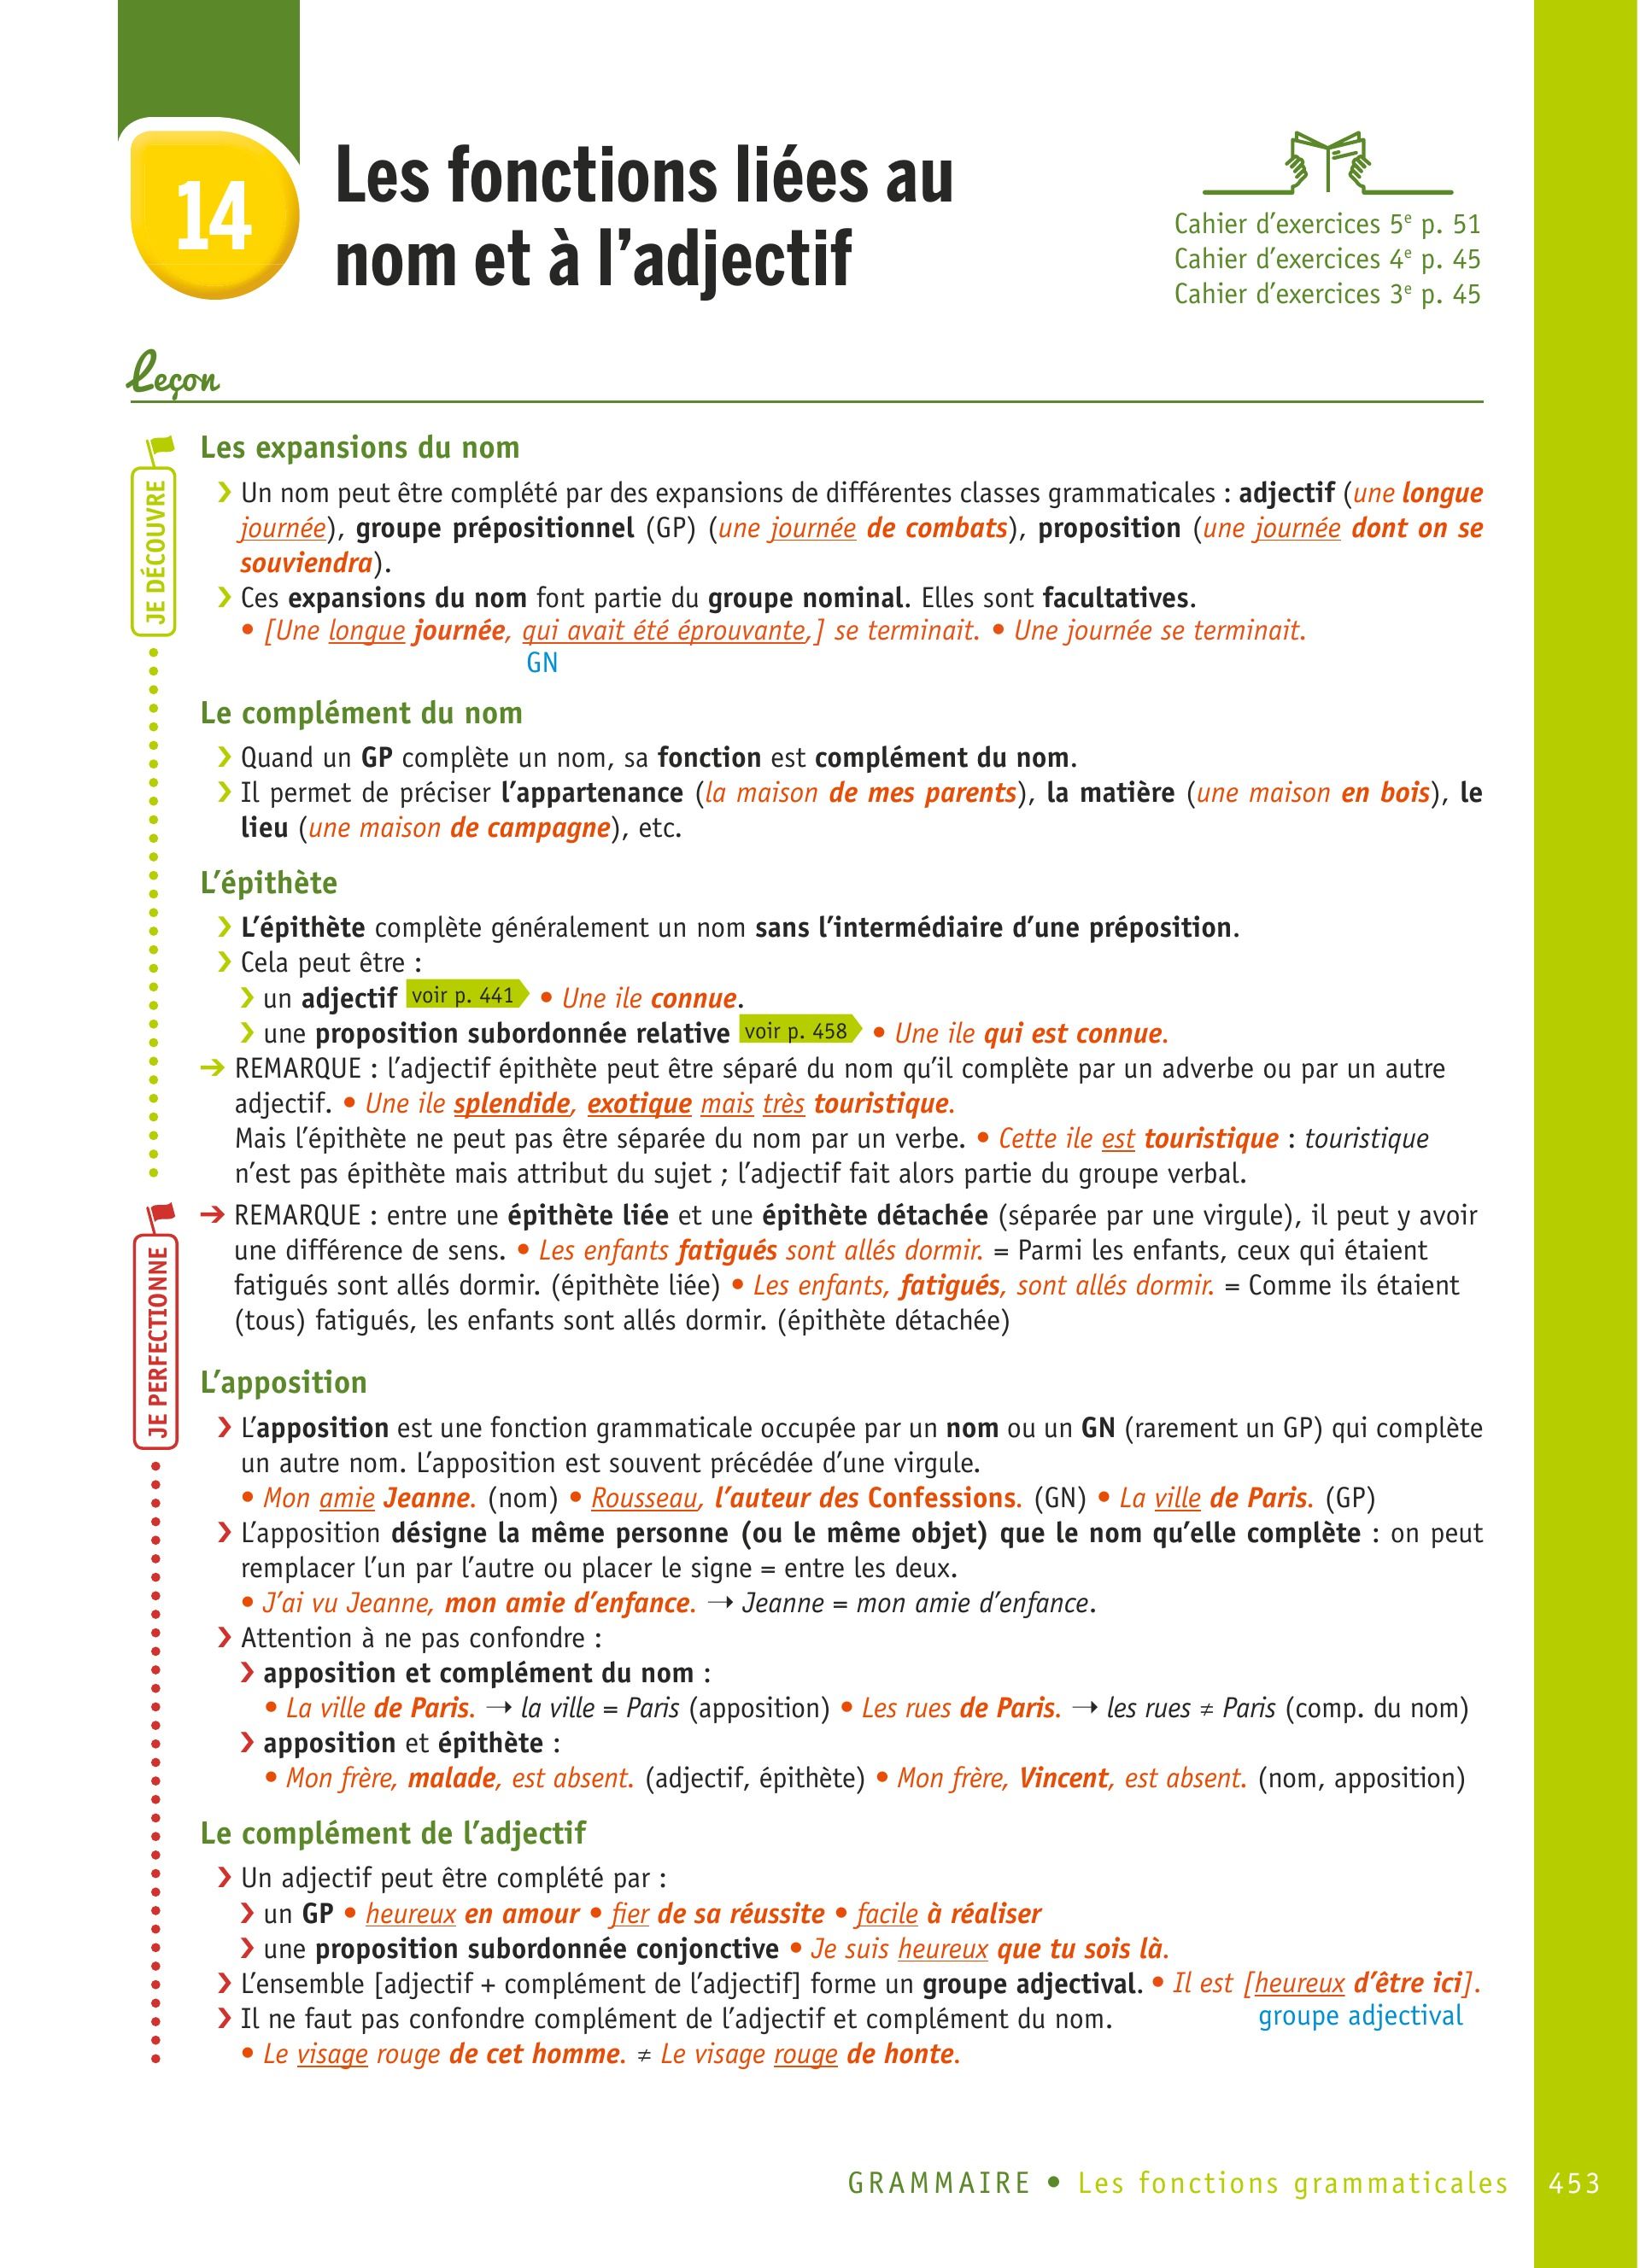 14
Les fonctions liées au
nom et à l’adjectif
Cahier d’exercices 5e p. 51
Cahier d’exercices 4e p. 45
Cahier d’exercices 3e p. 45
Leçon
JE DÉCOUVRE
Les expansions du nom
❯ Un nom peut être complété par des expansions de différentes classes grammaticales : adjectif (une longue
journée), groupe prépositionnel (GP) (une journée de combats), proposition (une journée dont on se
souviendra).
❯ Ces expansions du nom font partie du groupe nominal. Elles sont facultatives.
• [Une longue journée, qui avait été éprouvante,] se terminait. • Une journée se terminait.
GN
Le complément du nom
❯ Quand un GP complète un nom, sa fonction est complément du nom.
❯ Il permet de préciser l’appartenance (la maison de mes parents), la matière (une maison en bois), le
lieu (une maison de campagne), etc.
L’épithète
❯ L’épithète complète généralement un nom sans l’intermédiaire d’une préposition.
❯ Cela peut être :
❯ un adjectif voir p. 441 • Une ile connue.
❯ une proposition subordonnée relative voir p. 458 • Une ile qui est connue.
➔ REMARQUE : l’adjectif épithète peut être séparé du nom qu’il complète par un adverbe ou par un autre
adjectif. • Une ile splendide, exotique mais très touristique.
Mais l’épithète ne peut pas être séparée du nom par un verbe. • Cette ile est touristique : touristique
n’est pas épithète mais attribut du sujet ; l’adjectif fait alors partie du groupe verbal.
JE PERFECTIONNE
➔ REMARQUE : entre une épithète liée et une épithète détachée (séparée par une virgule), il peut y avoir
une différence de sens. • Les enfants fatigués sont allés dormir. = Parmi les enfants, ceux qui étaient
fatigués sont allés dormir. (épithète liée) • Les enfants, fatigués, sont allés dormir. = Comme ils étaient
(tous) fatigués, les enfants sont allés dormir. (épithète détachée)
L’apposition
❯ L’apposition est une fonction grammaticale occupée par un nom ou un GN (rarement un GP) qui complète
un autre nom. L’apposition est souvent précédée d’une virgule.
• Mon amie Jeanne. (nom) • Rousseau, l’auteur des Confessions. (GN) • La ville de Paris. (GP)
❯ L’apposition désigne la même personne (ou le même objet) que le nom qu’elle complète : on peut
remplacer l’un par l’autre ou placer le signe = entre les deux.
• J’ai vu Jeanne, mon amie d’enfance. → Jeanne = mon amie d’enfance.
❯ Attention à ne pas confondre :
❯ apposition et complément du nom :
• La ville de Paris. → la ville = Paris (apposition) • Les rues de Paris. → les rues ≠ Paris (comp. du nom)
❯ apposition et épithète :
• Mon frère, malade, est absent. (adjectif, épithète) • Mon frère, Vincent, est absent. (nom, apposition)
Le complément de l’adjectif
❯ Un adjectif peut être complété par :
❯ un GP • heureux en amour • fier de sa réussite • facile à réaliser
❯ une proposition subordonnée conjonctive • Je suis heureux que tu sois là.
❯ L’ensemble [adjectif + complément de l’adjectif] forme un groupe adjectival. • Il est [heureux d’être ici].
❯ Il ne faut pas confondre complément de l’adjectif et complément du nom. groupe adjectival
• Le visage rouge de cet homme. ≠ Le visage rouge de honte.
GRAMMAIRE • Les fonctions grammaticales 453